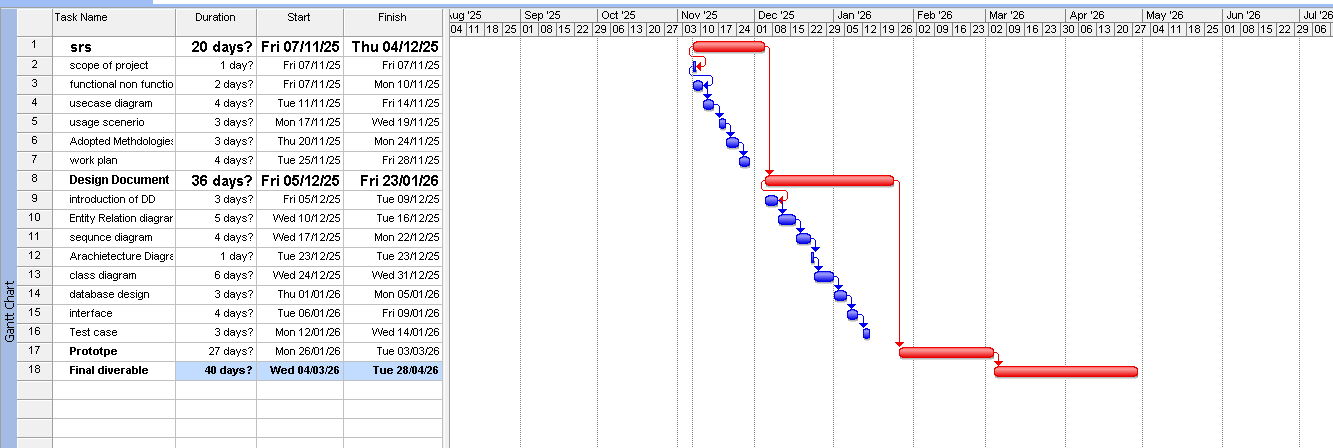 Task Name Duration Start Finish ug '25 Sep '25 Oct '25 Nov '25 Dec '25 Jan '26 Feb '26 Mar '26 Apr '26 May '26 Jun '26 Jul '26
04 11 18 25 01 08 15 22 29 06 13 20 27 03 10 17 24 01 08 15 22 29 05 12 19 26 02 09 16 23 02 09 16 23 30 06 13 20 27 04 11 18 25 01 08 15 22 29 06
1 srs 20 days? Fri 07/11/25 Thu 04/12/25
2 scope of project 1 day? Fri 07/11/25 Fri 07/11/25
3 functional non functio 2 days? Fri 07/11/25 Mon 10/11/25
4 usecase diagram 4 days? Tue 11/11/25 Fri 14/11/25
5 usage scenerio 3 days? Mon 17/11/25 Wed 19/11/25
6 Adopted Methdologies 3 days? Thu 20/11/25 Mon 24/11/25
7 work plan 4 days? Tue 25/11/25 Fri 28/11/25
8 Design Document 36 days? Fri 05/12/25 Fri 23/01/26
9 introduction of DD 3 days? Fri 05/12/25 Tue 09/12/25
10 Entity Relation diagrar 5 days? Wed 10/12/25 Tue 16/12/25
11 sequnce diagram 4 days? Wed 17/12/25 Mon 22/12/25
12 Arachietecture Diagra 1 day? Tue 23/12/25 Tue 23/12/25
13 class diagram 6 days? Wed 24/12/25 Wed 31/12/25
14 database design 3 days? Thu 01/01/26 Mon 05/01/26
15 interface 4 days? Tue 06/01/26 Fri 09/01/26
16 Test case 3 days? Mon 12/01/26 Wed 14/01/26
17 Prototpe 27 days? Mon 26/01/26 Tue 03/03/26
18 Final diverable 40 days? Wed 04/03/26 Tue 28/04/26
Gantt Chart